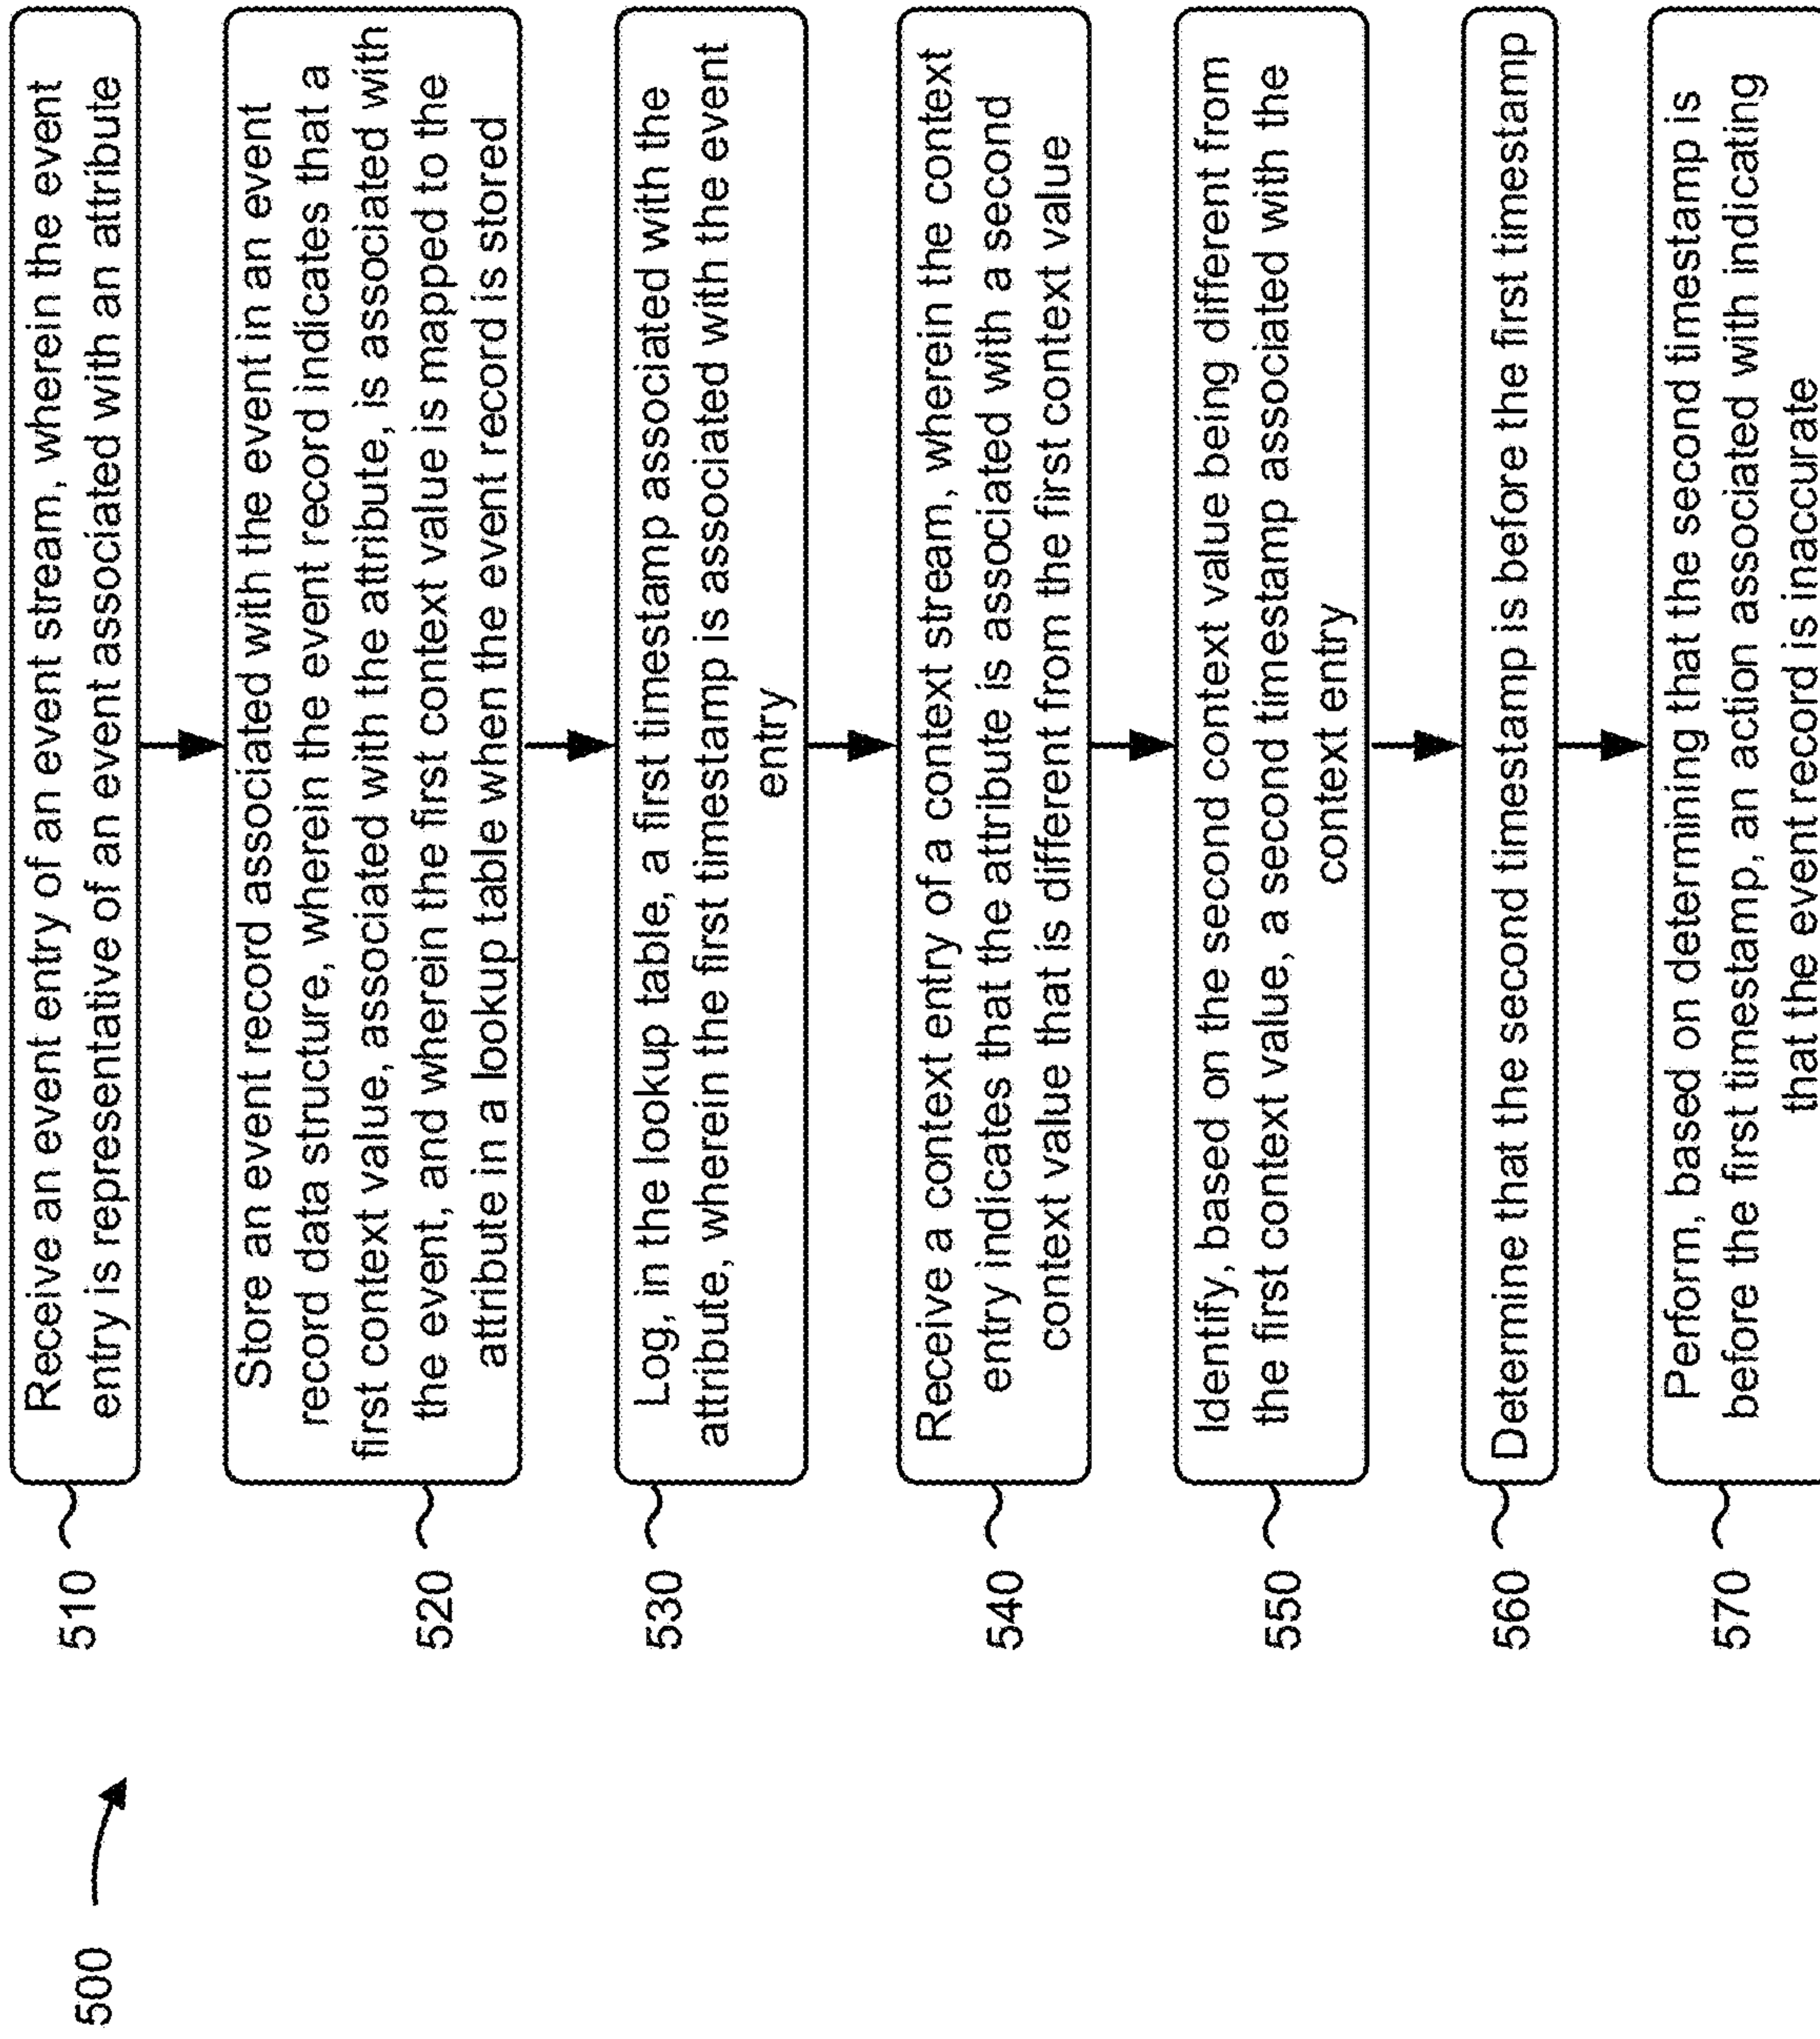 500
510
Receive an event entry of an event stream, wherein the event
entry is representative of an event associated with an attribute
520
Store an event record associated with the event in an event
record data structure, wherein the event record indicates that a
first context value, associated with the attribute, is associated with
the event, and wherein the first context value is mapped to the
attribute in a lookup table when the event record is stored
530
Log, in the lookup table, a first timestamp associated with the
attribute, wherein the first timestamp is associated with the event
entry
540
Receive a context entry of a context stream, wherein the context
entry indicates that the attribute is associated with a second
context value that is different from the first context value
550
Identify, based on the second context value being different from
the first context value, a second timestamp associated with the
context entry
560
Determine that the second timestamp is before the first timestamp
570
Perform, based on determining that the second timestamp is
before the first timestamp, an action associated with indicating
that the event record is inaccurate